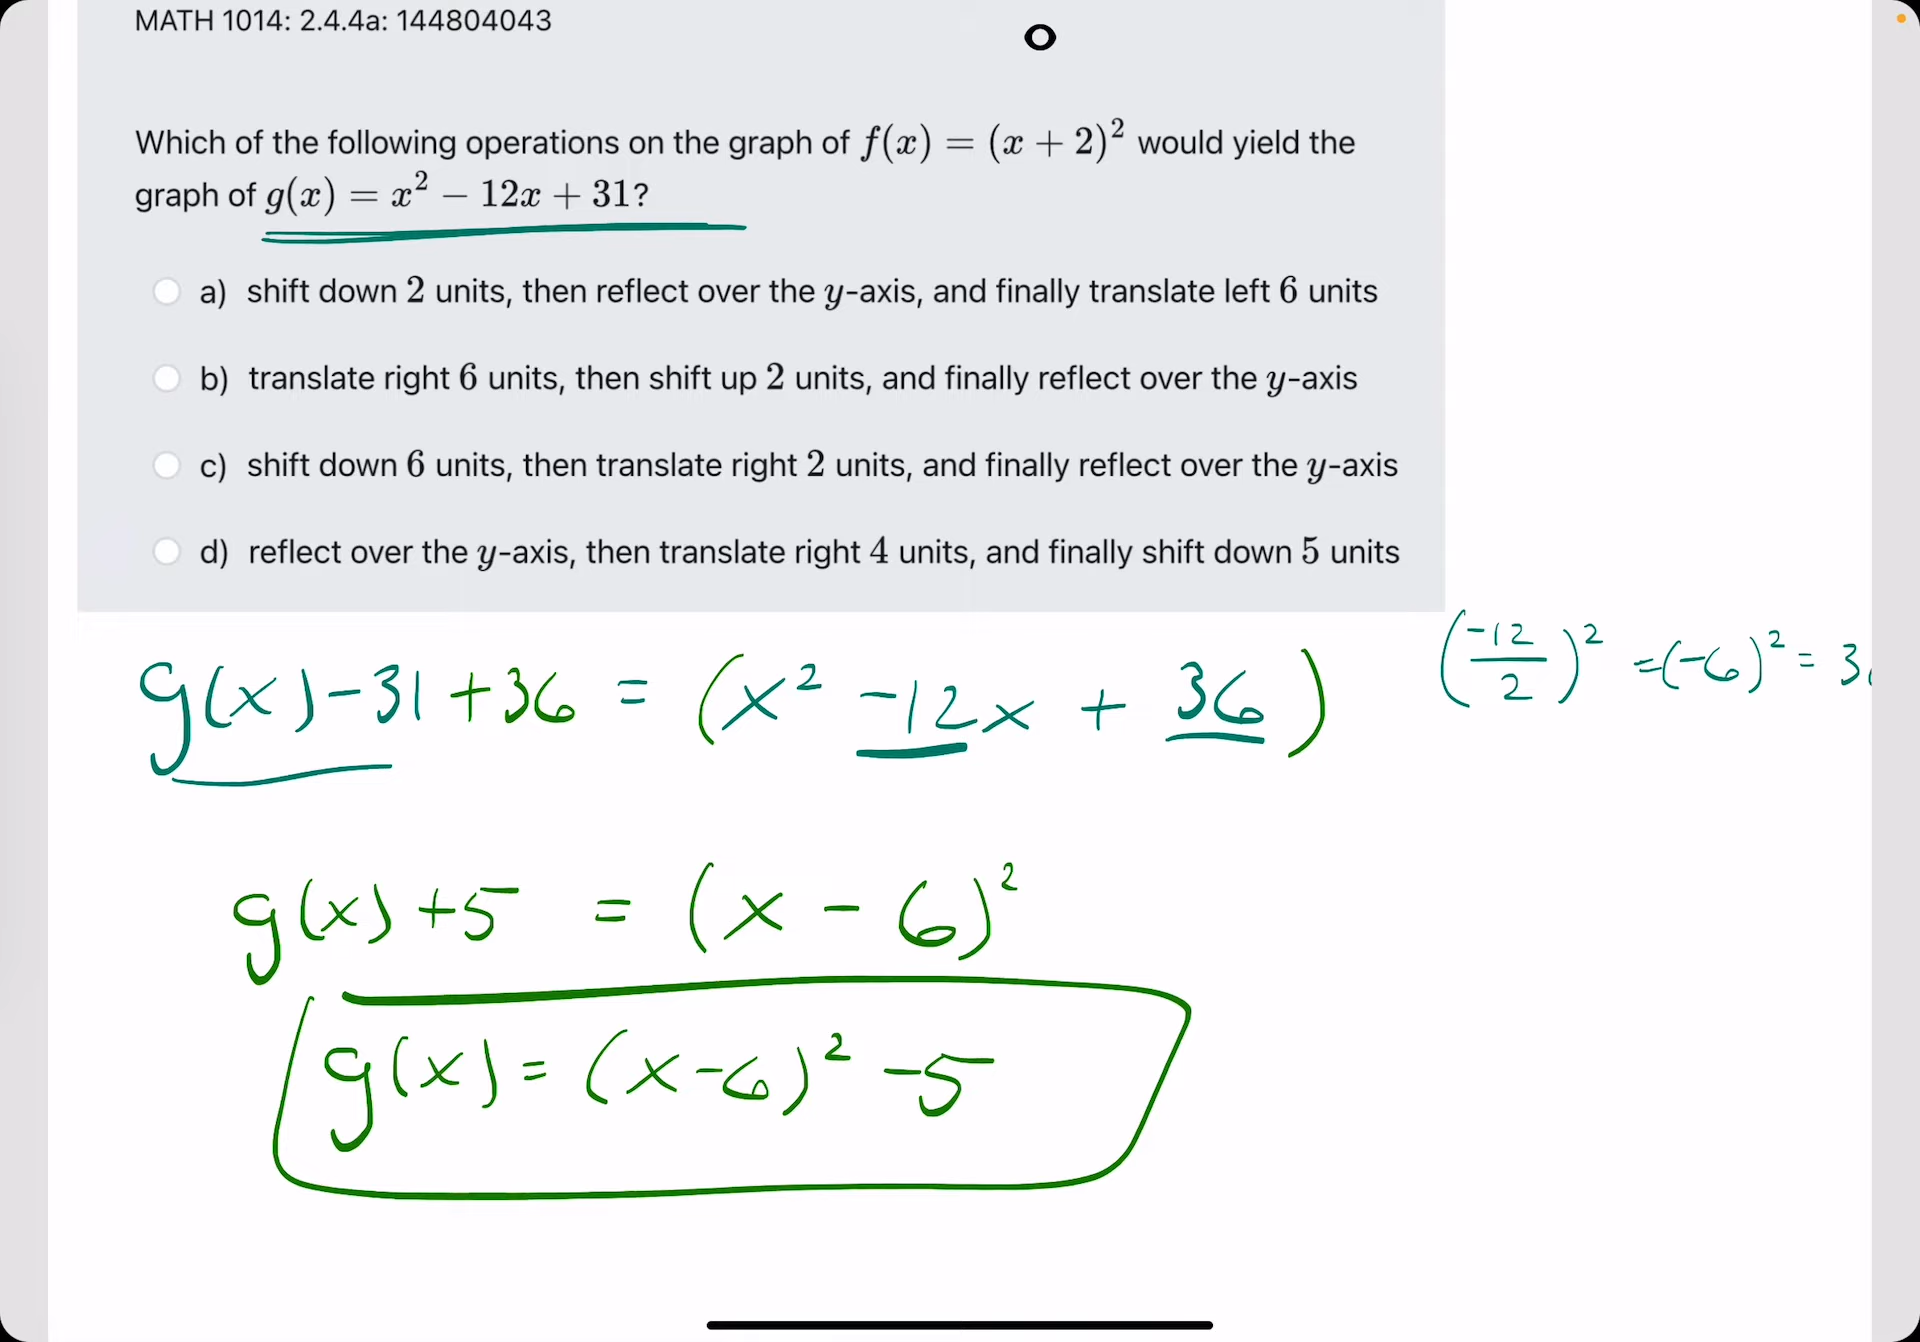 MATH 1014: 2.4.4a: 144804043
Which of the following operations on the graph of f(x) = (x + 2)² would yield the
graph of g(x) = x² − 12x + 31?
a) shift down 2 units, then reflect over the y-axis, and finally translate left 6 units
b) translate right 6 units, then shift up 2 units, and finally reflect over the y-axis
c) shift down 6 units, then translate right 2 units, and finally reflect over the y-axis
d) reflect over the y-axis, then translate right 4 units, and finally shift down 5 units
g(x) - 31 + 36 = (x² - 12x + 36)
(-12/2)² = (-6)² = 3
g(x) + 5 = (x - 6)²
g(x) = (x - 6)² - 5